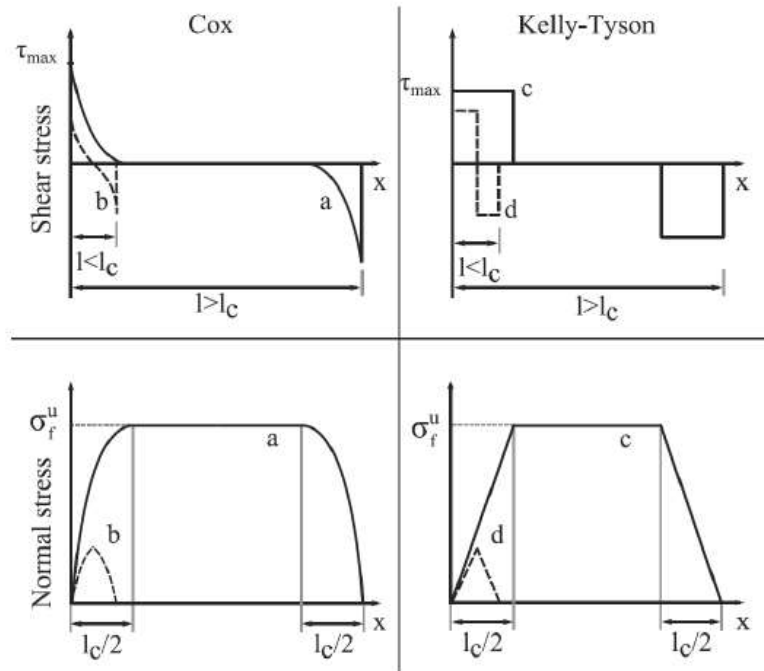 Cox
τmax
Shear stress
b
a
x
l<lc
l>lc
Kelly-Tyson
τmax
c
d
x
l<lc
l>lc
σfu
Normal stress
a
b
x
lc/2
lc/2
σfu
c
d
x
lc/2
lc/2